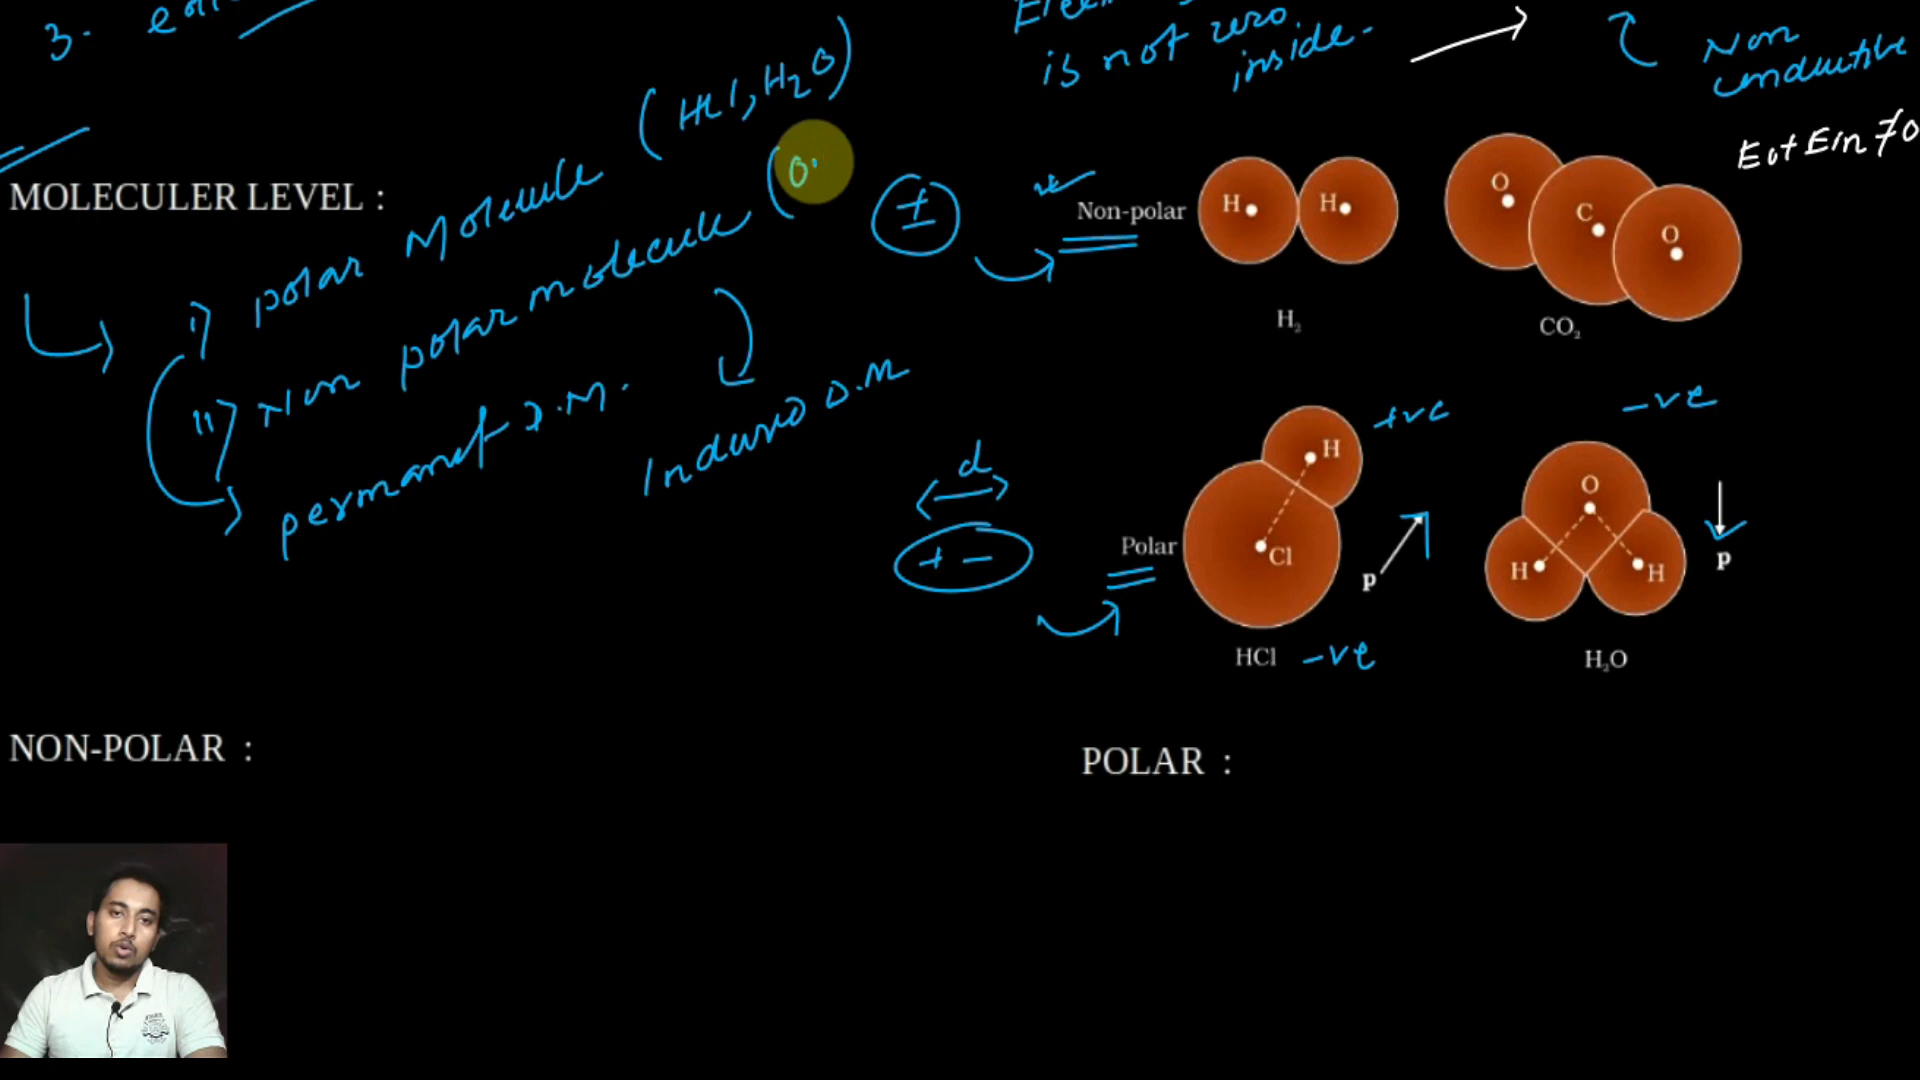 3.
is not zero
inside.
Non
conductive
MOLECULER LEVEL :
i) polar Molecule (HCl, H2O)
ii) Non polar molecule (O
permanent D.M.
Induced D.M
±
Non-polar
H H
H₂
O C O
CO₂
E0+Ein≠0
d
+ -
Polar
H
Cl
+ve
p
HCl -ve
-ve
O
H H
p
H₂O
NON-POLAR :
POLAR :